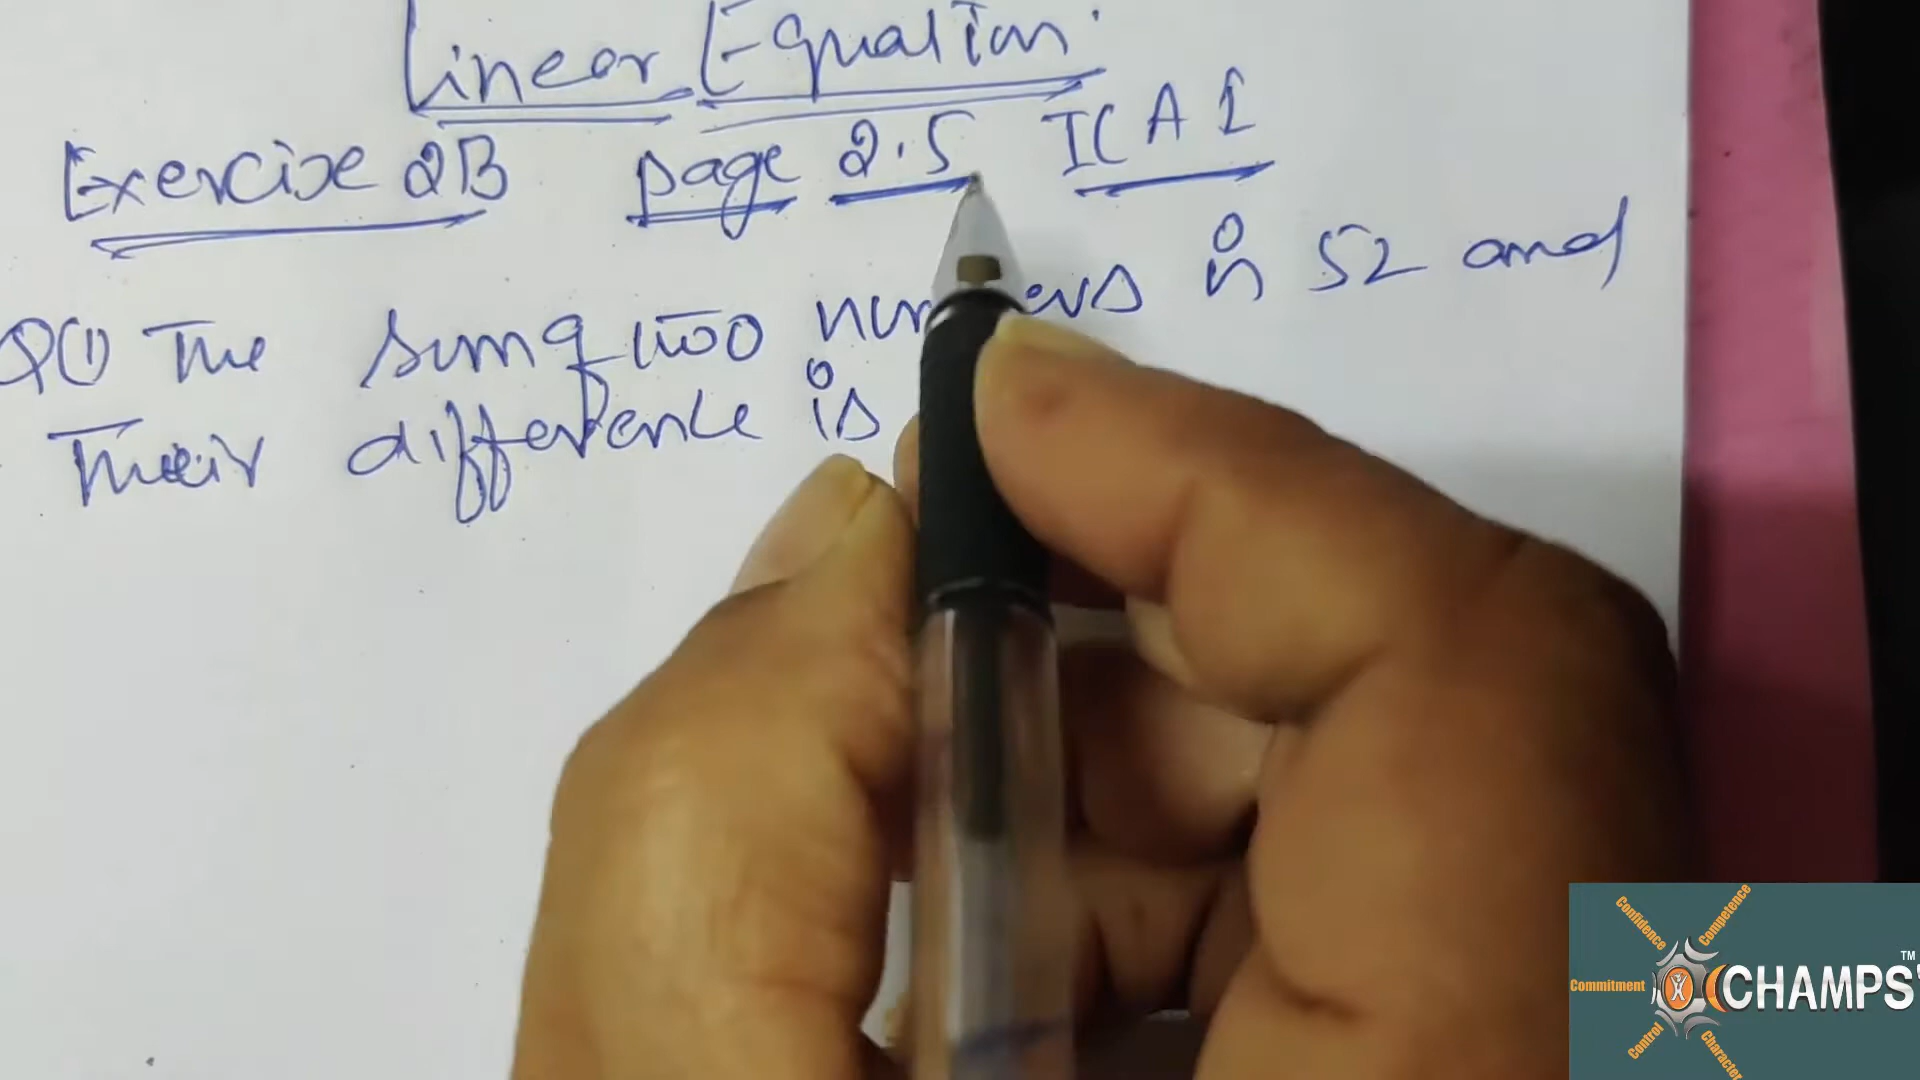 Linear Equation
Exercise 2B page 2.5 ICAI
Q(1) The sum of two is 52 and
Their difference is
Confidence
Competence
Commitment
CHAMPS
TM
Control
Character